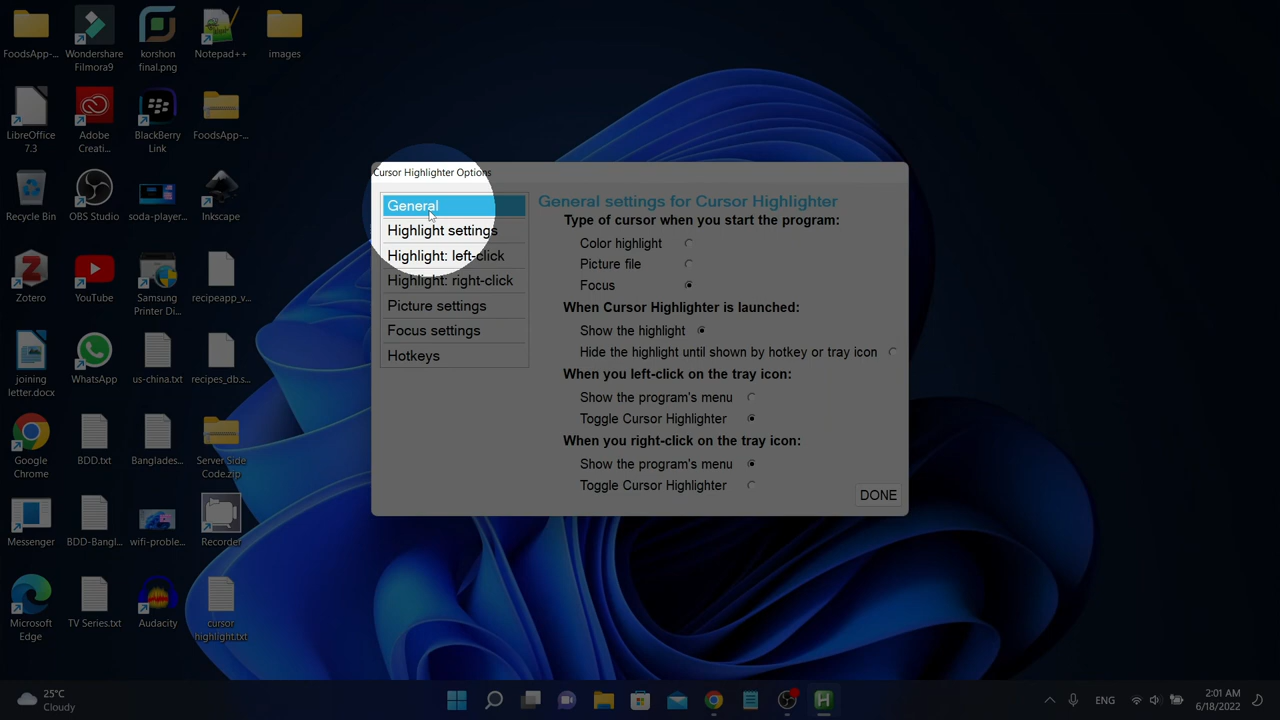 FoodsApp-...
Wondershare
Filmora9
korshon
final.png
Notepad++
images
LibreOffice
7.3
Adobe
Creati...
BlackBerry
Link
FoodsApp-...
Recycle Bin
OBS Studio
soda-player...
Inkscape
Zotero
YouTube
Samsung
Printer Di...
recipeapp_v...
joining
letter.docx
WhatsApp
us-china.txt
recipes_db.s...
Google
Chrome
BDD.txt
Banglades...
Server Side
Code.zip
Messenger
BDD-Bangl...
wifi-proble...
Recorder
Microsoft
Edge
TV Series.txt
Audacity
cursor
highlight.txt
Cursor Highlighter Options
General
Highlight settings
Highlight: left-click
Highlight: right-click
Picture settings
Focus settings
Hotkeys
General settings for Cursor Highlighter
Type of cursor when you start the program:
Color highlight
Picture file
Focus
When Cursor Highlighter is launched:
Show the highlight
Hide the highlight until shown by hotkey or tray icon
When you left-click on the tray icon:
Show the program's menu
Toggle Cursor Highlighter
When you right-click on the tray icon:
Show the program's menu
Toggle Cursor Highlighter
DONE
25°C
Cloudy
ENG
2:01 AM
6/18/2022